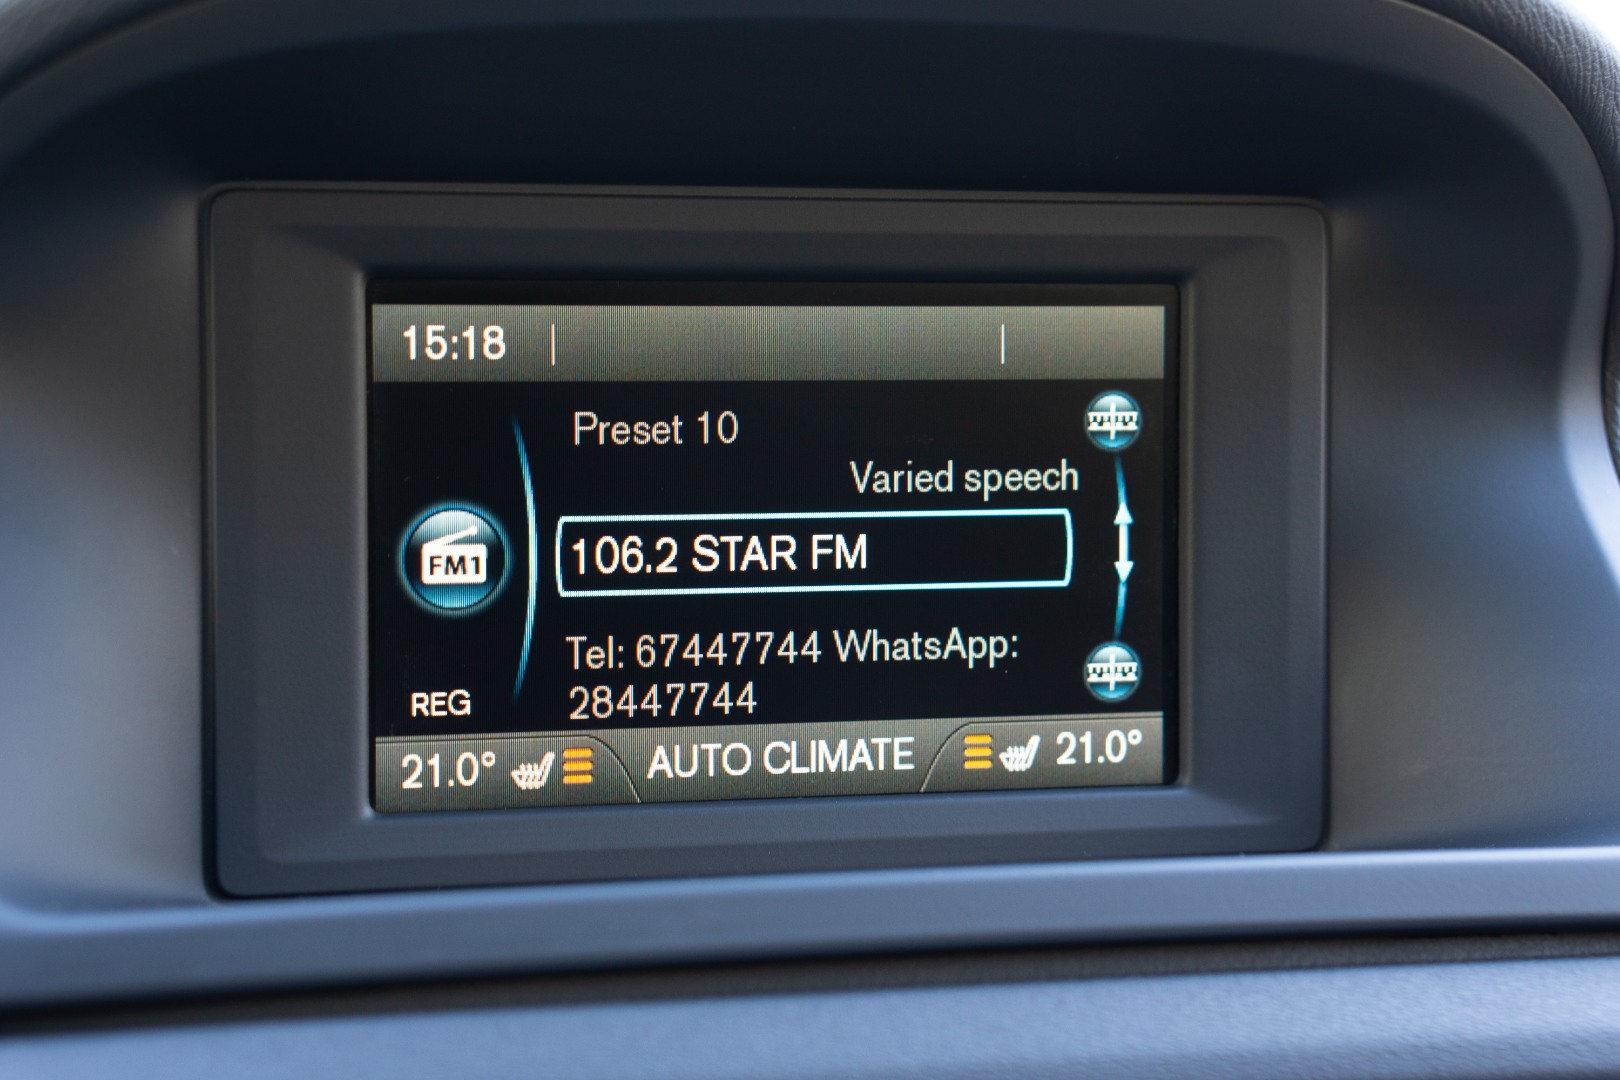 15:18
Preset 10
Varied speech
FM1
106.2 STAR FM
Tel: 67447744 WhatsApp:
28447744
REG
21.0° AUTO CLIMATE 21.0°